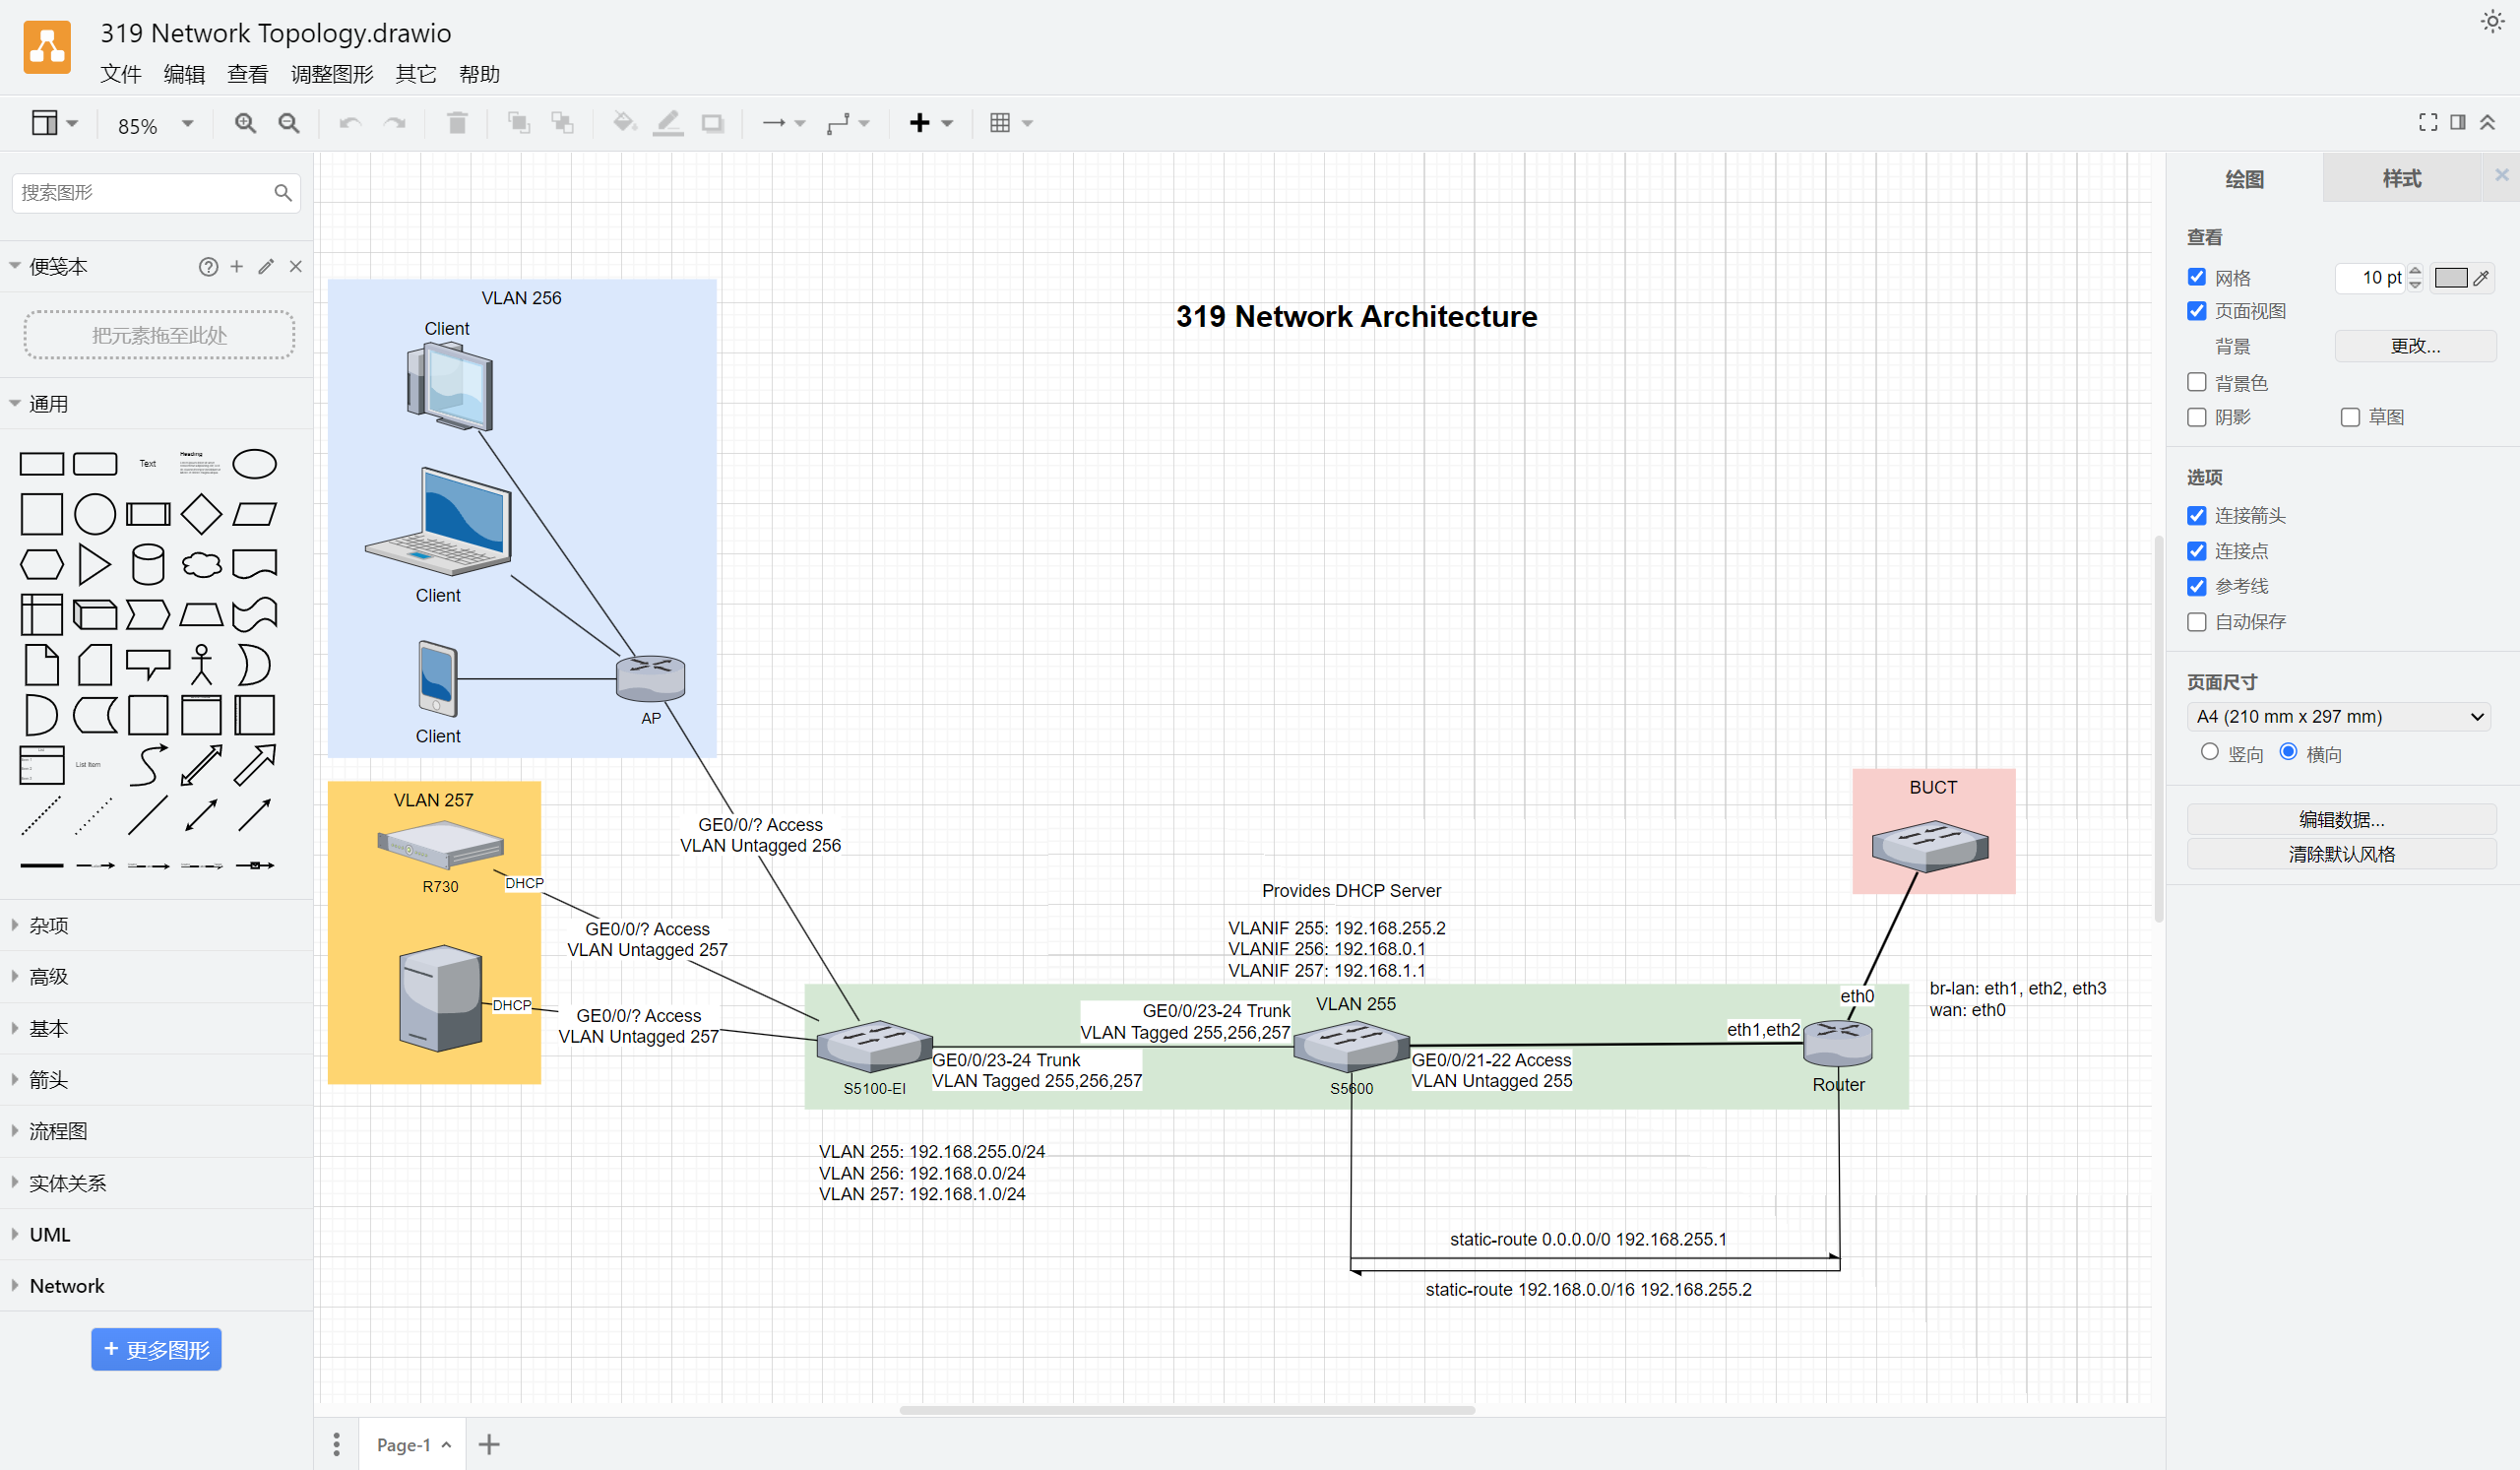 319 Network Topology.drawio
文件 编辑 查看 调整图形 其它 帮助
85%
搜索图形
便笺本
把元素拖至此处
通用
Text
Heading
List Item
杂项
高级
基本
箭头
流程图
实体关系
UML
Network
+ 更多图形
319 Network Architecture
VLAN 256
Client
Client
Client
AP
VLAN 257
R730
DHCP
DHCP
GE0/0/? Access
VLAN Untagged 256
GE0/0/? Access
VLAN Untagged 257
GE0/0/? Access
VLAN Untagged 257
Provides DHCP Server
VLANIF 255: 192.168.255.2
VLANIF 256: 192.168.0.1
VLANIF 257: 192.168.1.1
BUCT
VLAN 255
GE0/0/23-24 Trunk
VLAN Tagged 255,256,257
GE0/0/23-24 Trunk
VLAN Tagged 255,256,257
S5100-EI
S5600
GE0/0/21-22 Access
VLAN Untagged 255
eth1,eth2
eth0
Router
br-lan: eth1, eth2, eth3
wan: eth0
VLAN 255: 192.168.255.0/24
VLAN 256: 192.168.0.0/24
VLAN 257: 192.168.1.0/24
static-route 0.0.0.0/0 192.168.255.1
static-route 192.168.0.0/16 192.168.255.2
Page-1
绘图 样式
查看
网格 10 pt
页面视图
背景 更改...
背景色
阴影 草图
选项
连接箭头
连接点
参考线
自动保存
页面尺寸
A4 (210 mm x 297 mm)
竖向 横向
编辑数据...
清除默认风格